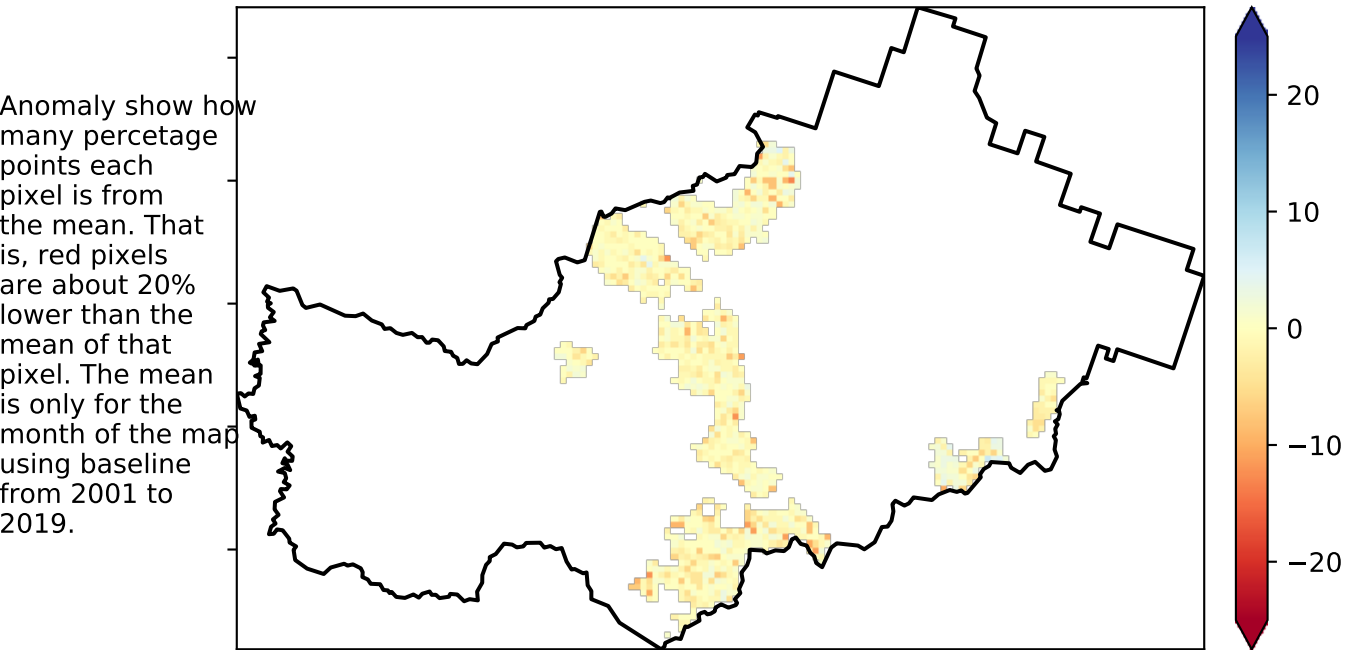 Anomaly show how
many percetage
points each
pixel is from
the mean. That
is, red pixels
are about 20%
lower than the
mean of that
pixel. The mean
is only for the
month of the map
using baseline
from 2001 to
2019.
20
10
0
−10
−20